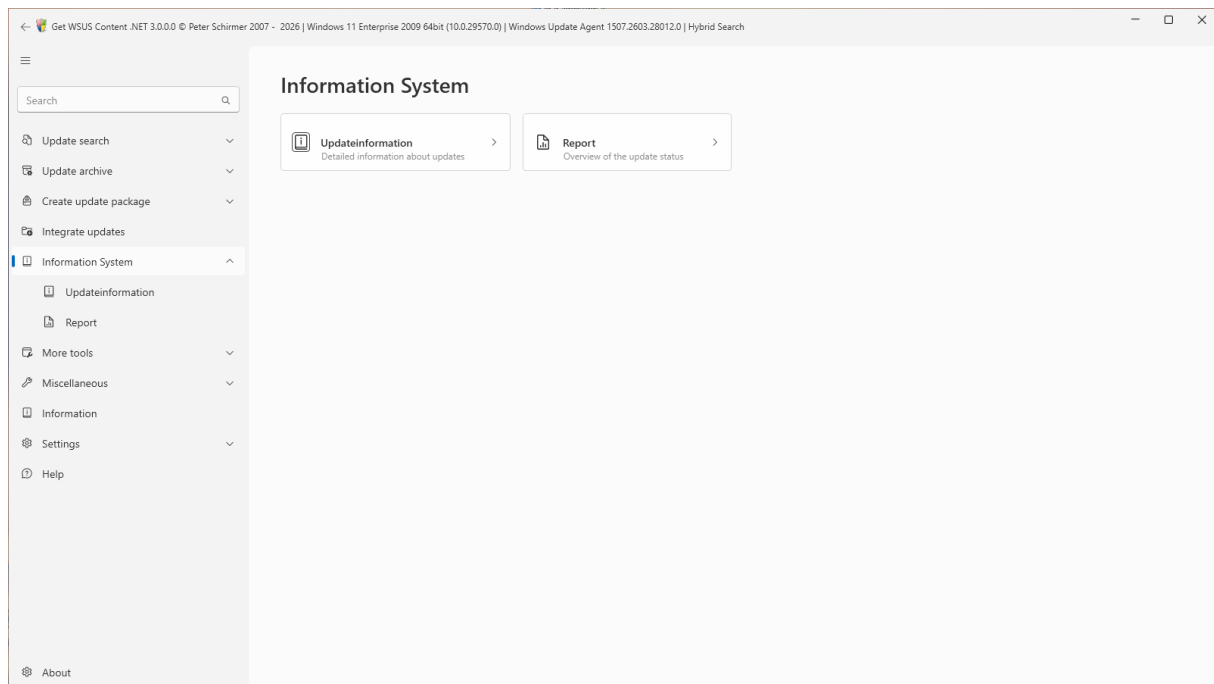 Get WSUS Content .NET 3.0.0.0 © Peter Schirmer 2007 - 2026 | Windows 11 Enterprise 2009 64bit (10.0.29570.0) | Windows Update Agent 1507.2603.28012.0 | Hybrid Search
Search
Update search
Update archive
Create update package
Integrate updates
Information System
Updateinformation
Report
More tools
Miscellaneous
Information
Settings
Help
About
Information System
Updateinformation
Detailed information about updates
Report
Overview of the update status